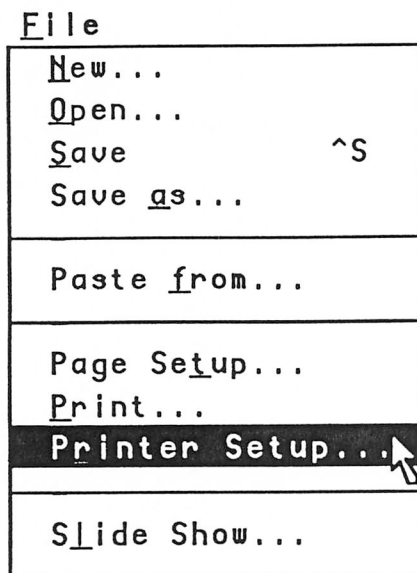 File
New...
Open...
Save ^S
Save as...
Paste from...
Page Setup...
Print...
Printer Setup...
Slide Show...